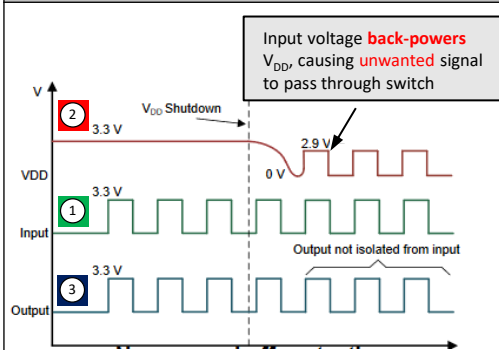 Input voltage back-powers
VDD, causing unwanted signal
to pass through switch
V
2
3.3 V
VDD Shutdown
2.9 V
0 V
VDD
1
3.3 V
Input
Output not isolated from input
3
3.3 V
Output